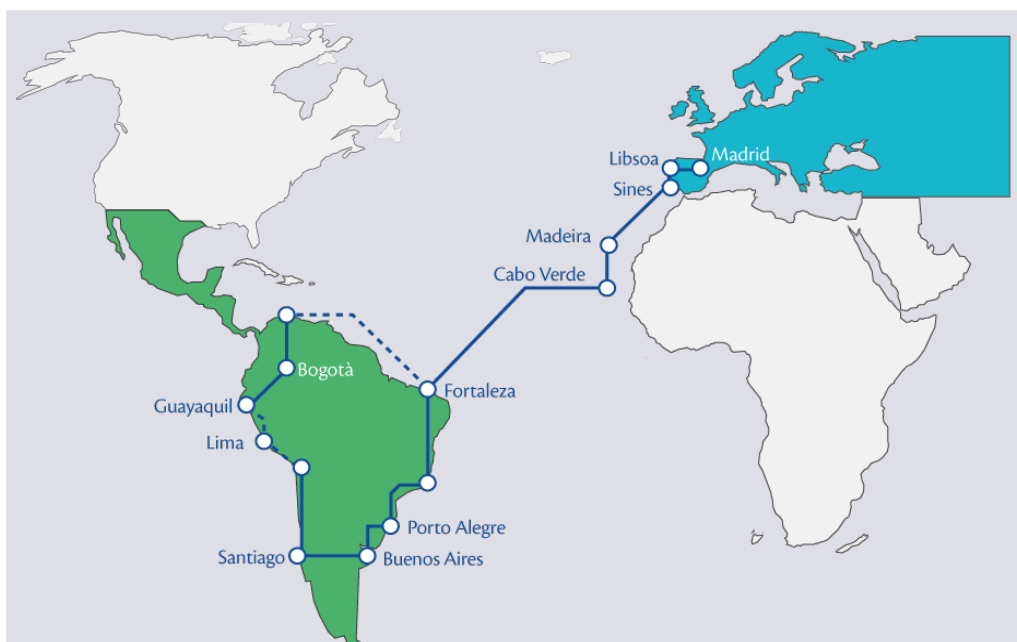 Libsoa
Madrid
Sines
Madeira
Cabo Verde
Bogotà
Fortaleza
Guayaquil
Lima
Porto Alegre
Santiago
Buenos Aires